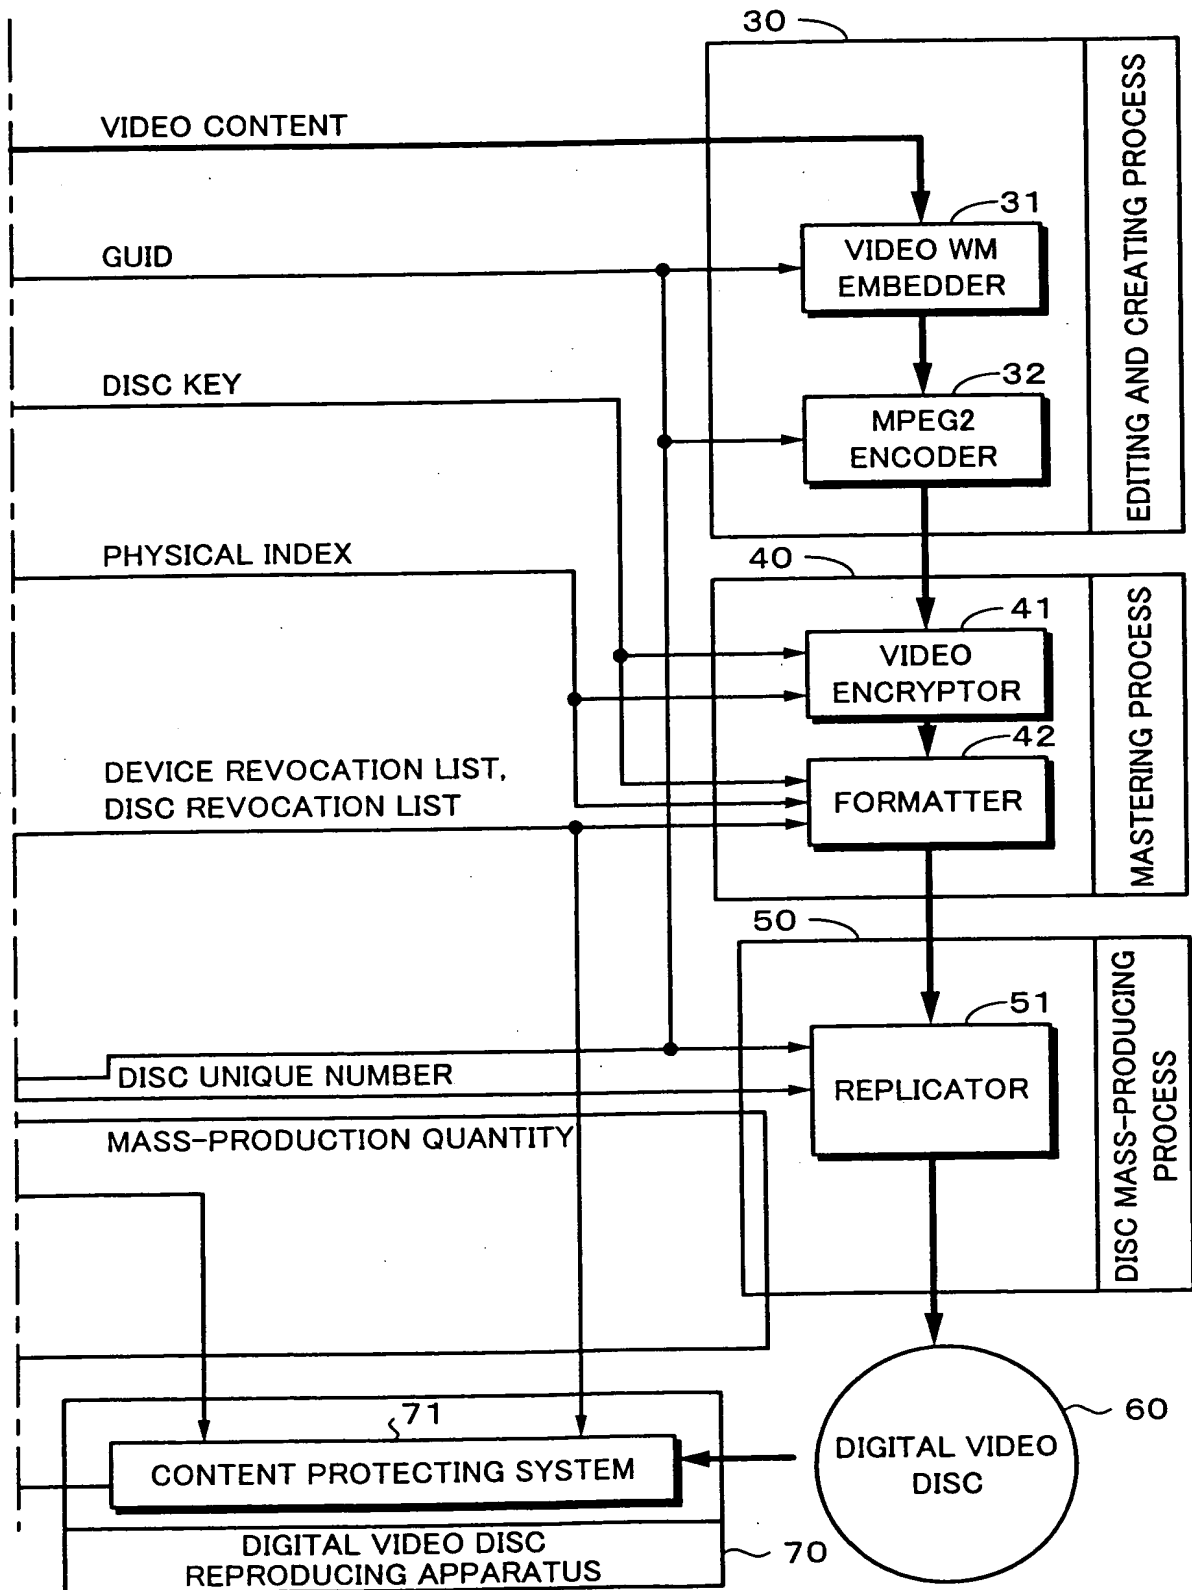 30
EDITING AND CREATING PROCESS
VIDEO CONTENT
31
VIDEO WM
EMBEDDER
GUID
32
MPEG2
ENCODER
DISC KEY
PHYSICAL INDEX
40
MASTERING PROCESS
41
VIDEO
ENCRYPTOR
42
FORMATTER
DEVICE REVOCATION LIST,
DISC REVOCATION LIST
50
DISC MASS-PRODUCING
PROCESS
51
REPLICATOR
DISC UNIQUE NUMBER
MASS-PRODUCTION QUANTITY
60
DIGITAL VIDEO
DISC
71
CONTENT PROTECTING SYSTEM
DIGITAL VIDEO DISC
REPRODUCING APPARATUS
70